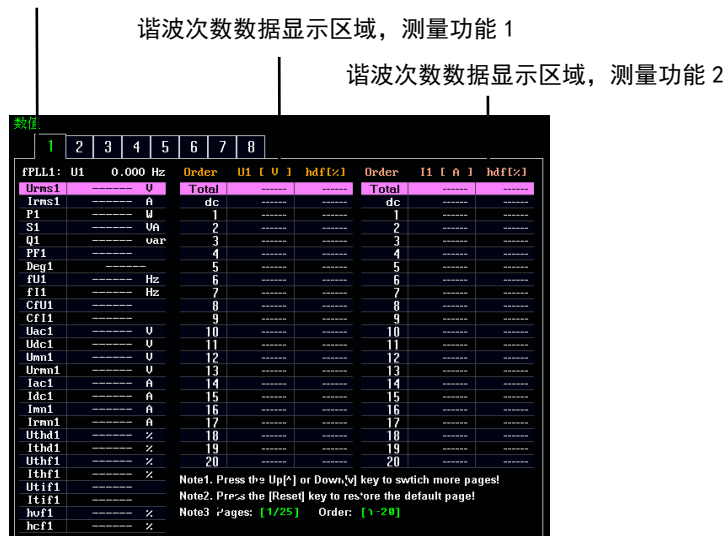 谐波次数数据显示区域，测量功能 1
谐波次数数据显示区域，测量功能 2
数值
1 2 3 4 5 6 7 8
fPLL1: U1 0.000 Hz Order U1 [ V ] hdf[%] Order I1 [ A ] hdf[%]
Urms1 ------ V Total ------ ------ Total ------ ------
Irms1 ------ A dc ------ ------ dc ------ ------
P1 ------ W 1 ------ ------ 1 ------ ------
S1 ------ VA 2 ------ ------ 2 ------ ------
Q1 ------ var 3 ------ ------ 3 ------ ------
PF1 ------ 4 ------ ------ 4 ------ ------
Deg1 ------ 5 ------ ------ 5 ------ ------
fU1 ------ Hz 6 ------ ------ 6 ------ ------
fI1 ------ Hz 7 ------ ------ 7 ------ ------
CfU1 ------ 8 ------ ------ 8 ------ ------
CfI1 ------ 9 ------ ------ 9 ------ ------
Uac1 ------ V 10 ------ ------ 10 ------ ------
Udc1 ------ V 11 ------ ------ 11 ------ ------
Umn1 ------ V 12 ------ ------ 12 ------ ------
Urmn1 ------ V 13 ------ ------ 13 ------ ------
Iac1 ------ A 14 ------ ------ 14 ------ ------
Idc1 ------ A 15 ------ ------ 15 ------ ------
Imn1 ------ A 16 ------ ------ 16 ------ ------
Irmn1 ------ A 17 ------ ------ 17 ------ ------
Uthd1 ------ % 18 ------ ------ 18 ------ ------
Ithd1 ------ % 19 ------ ------ 19 ------ ------
Uthf1 ------ % 20 ------ ------ 20 ------ ------
Ithf1 ------ %
Utif1 ------
Itif1 ------
hvf1 ------ %
hcf1 ------ %
Note1. Press the Up[^] or Down[v] key to swtich more pages!
Note2. Press the [Reset] key to restore the default page!
Note3 Pages: [1/25] Order: [1-20]